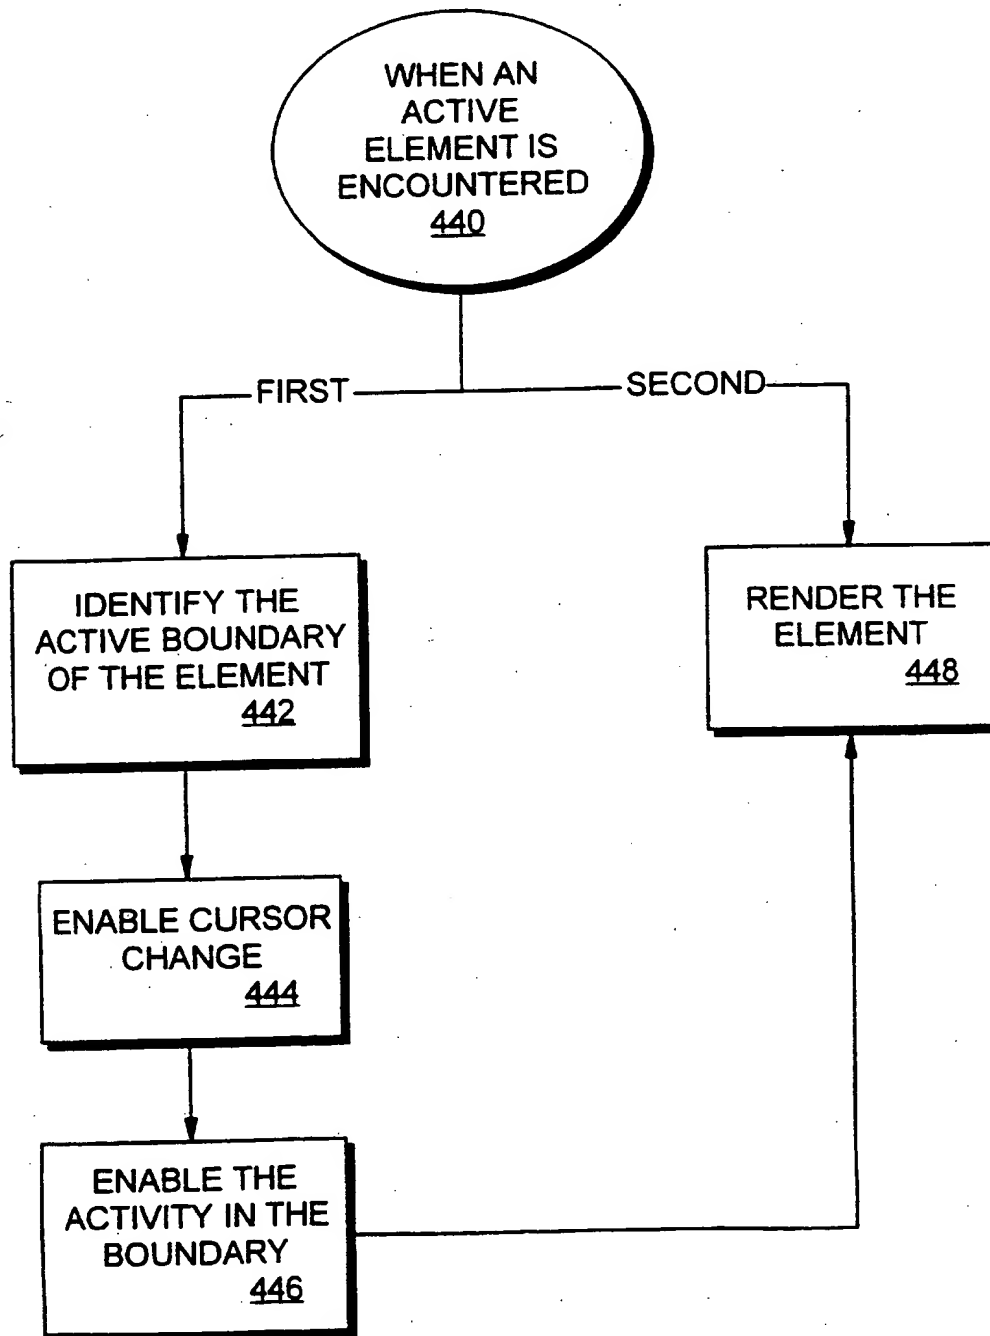 WHEN AN
ACTIVE
ELEMENT IS
ENCOUNTERED
440
FIRST
SECOND
IDENTIFY THE
ACTIVE BOUNDARY
OF THE ELEMENT
442
RENDER THE
ELEMENT
448
ENABLE CURSOR
CHANGE
444
ENABLE THE
ACTIVITY IN THE
BOUNDARY
446